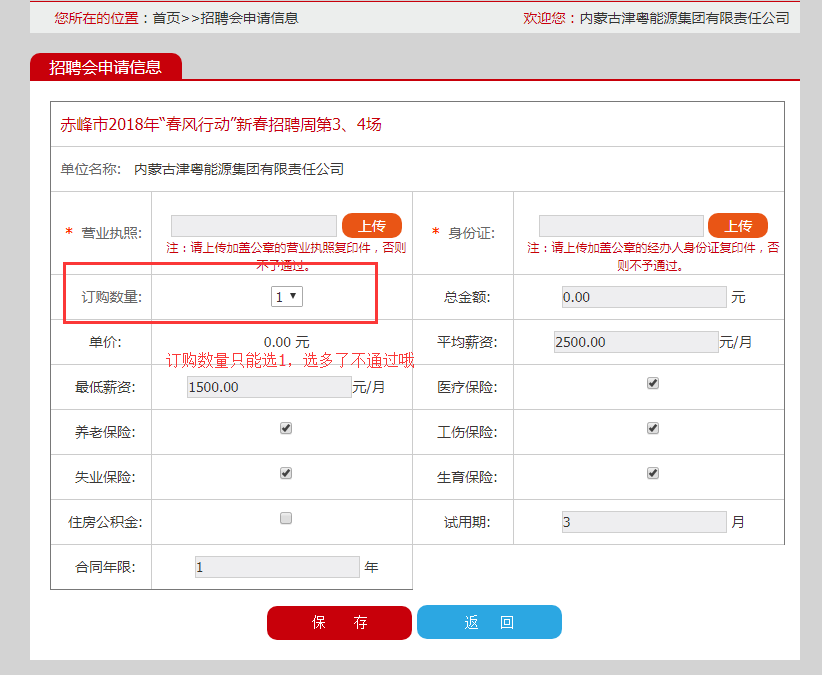 您所在的位置：首页>>招聘会申请信息
欢迎您：内蒙古津粤能源集团有限责任公司
招聘会申请信息
赤峰市2018年“春风行动”新春招聘周第3、4场
单位名称: 内蒙古津粤能源集团有限责任公司
* 营业执照: 上传
注：请上传加盖公章的营业执照复印件，否则
不予通过。
* 身份证: 上传
注：请上传加盖公章的经办人身份证复印件，否
则不予通过。
订购数量: 1
总金额: 0.00 元
单价: 0.00 元
平均薪资: 2500.00 元/月
订购数量只能选1，选多了不通过哦
最低薪资: 1500.00 元/月
医疗保险:
养老保险:
工伤保险:
失业保险:
生育保险:
住房公积金:
试用期: 3 月
合同年限: 1 年
保 存
返 回